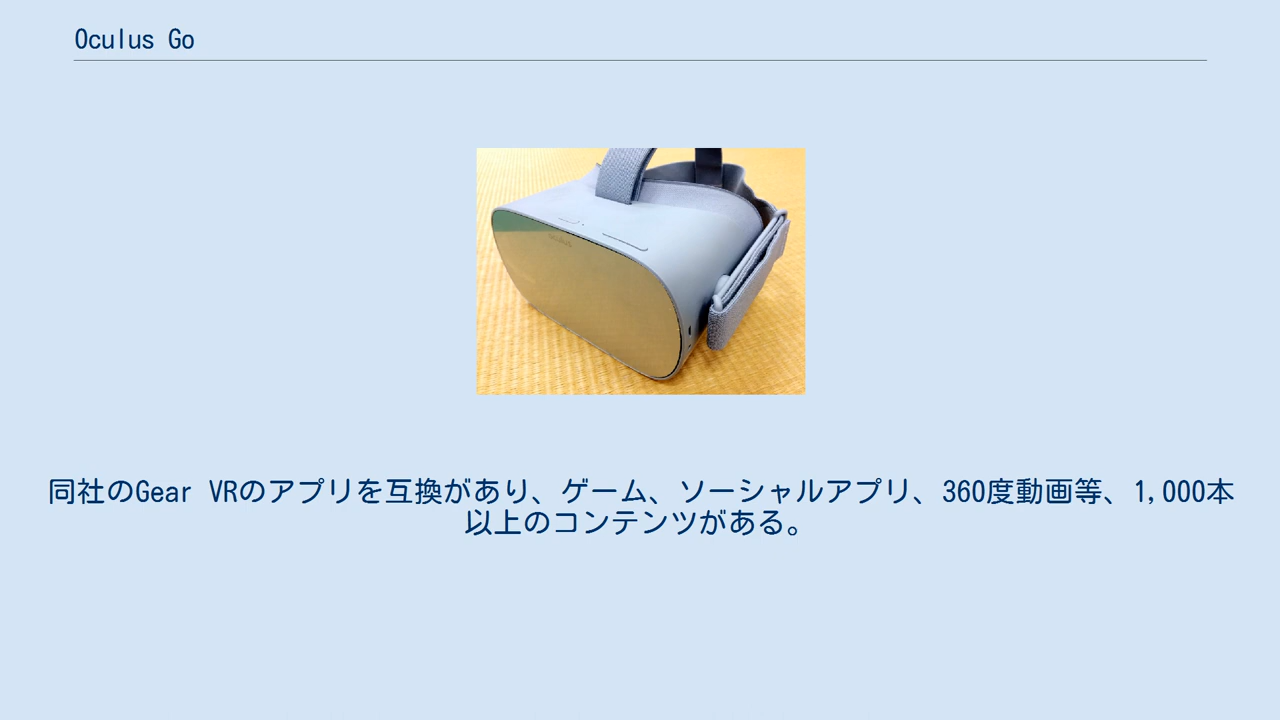 Oculus Go
同社のGear VRのアプリを互換があり、ゲーム、ソーシャルアプリ、360度動画等、1,000本
以上のコンテンツがある。